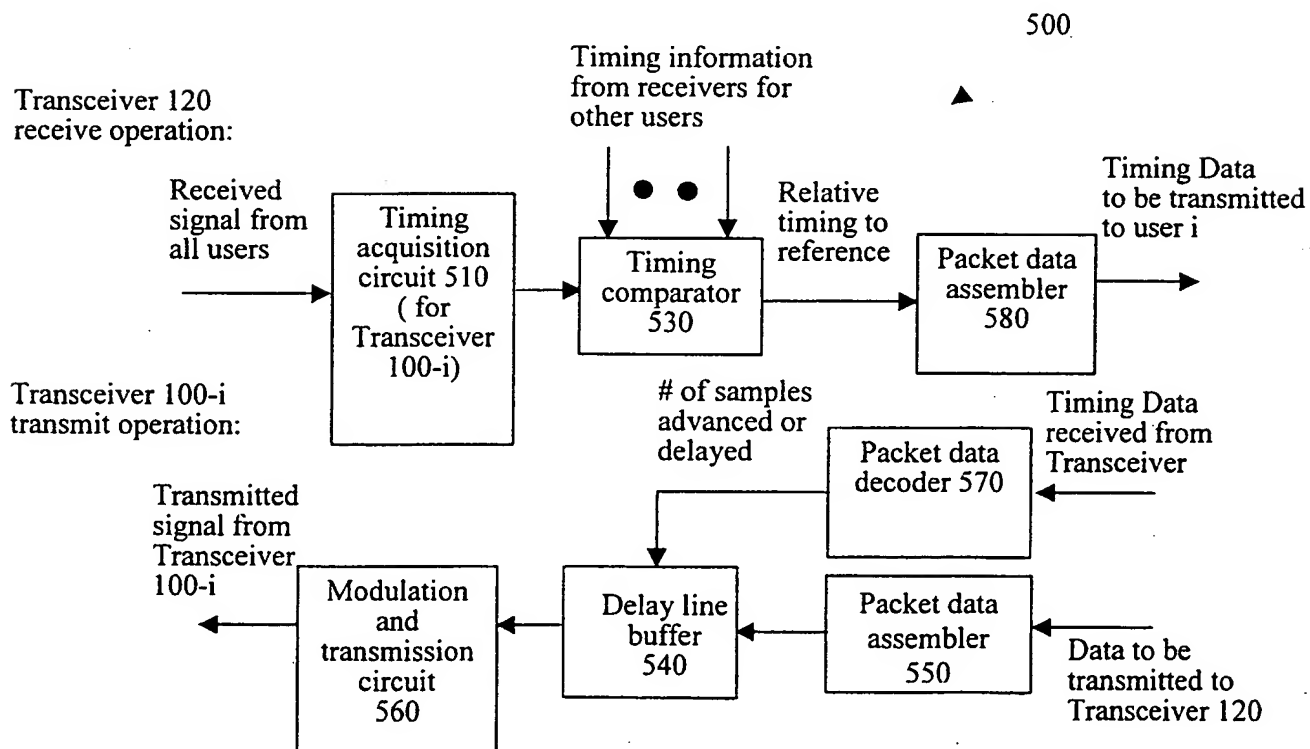 500
Transceiver 120
receive operation:
Timing information
from receivers for
other users
Received
signal from
all users
Timing
acquisition
circuit 510
( for
Transceiver
100-i)
Timing
comparator
530
Relative
timing to
reference
Packet data
assembler
580
Timing Data
to be transmitted
to user i
Transceiver 100-i
transmit operation:
# of samples
advanced or
delayed
Packet data
decoder 570
Timing Data
received from
Transceiver
Transmitted
signal from
Transceiver
100-i
Modulation
and
transmission
circuit
560
Delay line
buffer
540
Packet data
assembler
550
Data to be
transmitted to
Transceiver 120